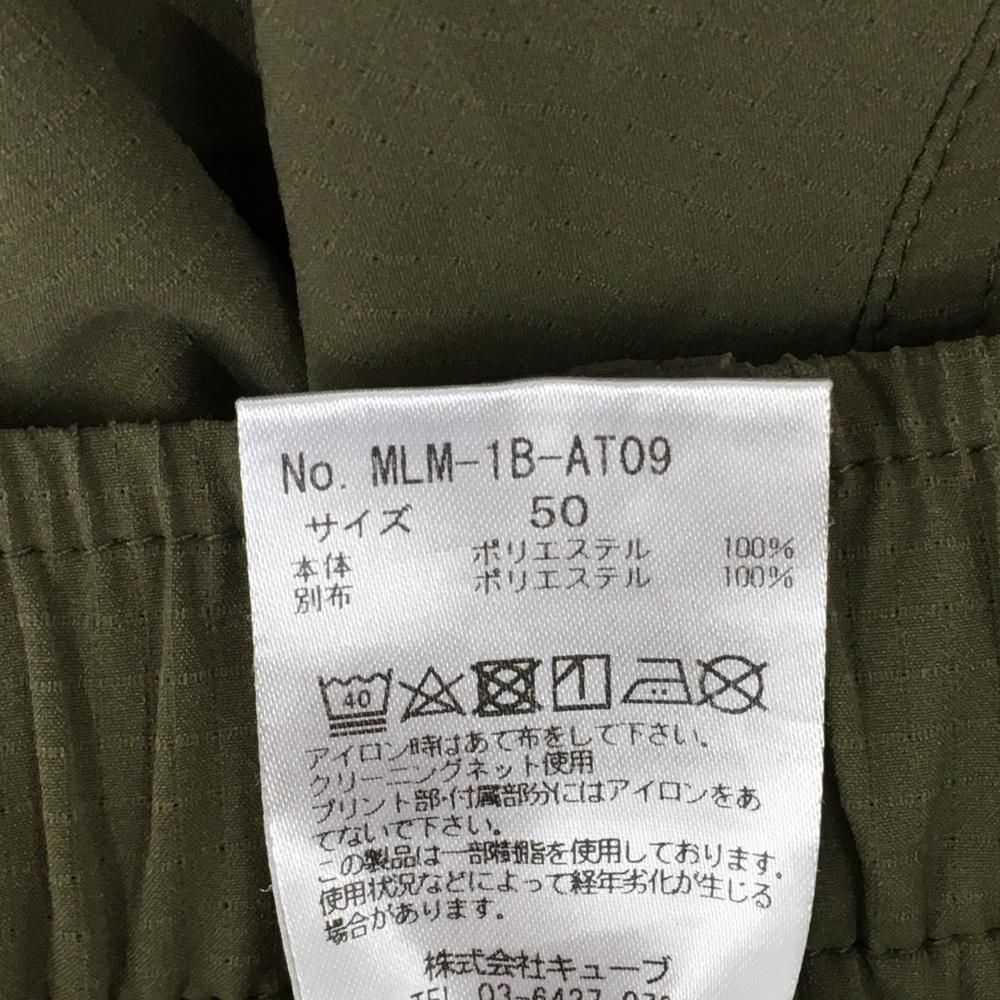 No. MLM-1B-AT09
サイズ 50
本体 ポリエステル 100%
別布 ポリエステル 100%
40
アイロン時はあて布をして下さい。
クリーニングネット使用
プリント部・付属部分にはアイロンをあ
てないで下さい。
この製品は一部樹脂を使用しております。
使用状況などによって経年劣化が生じる
場合があります。
株式会社キューブ
TEL 03-6427-